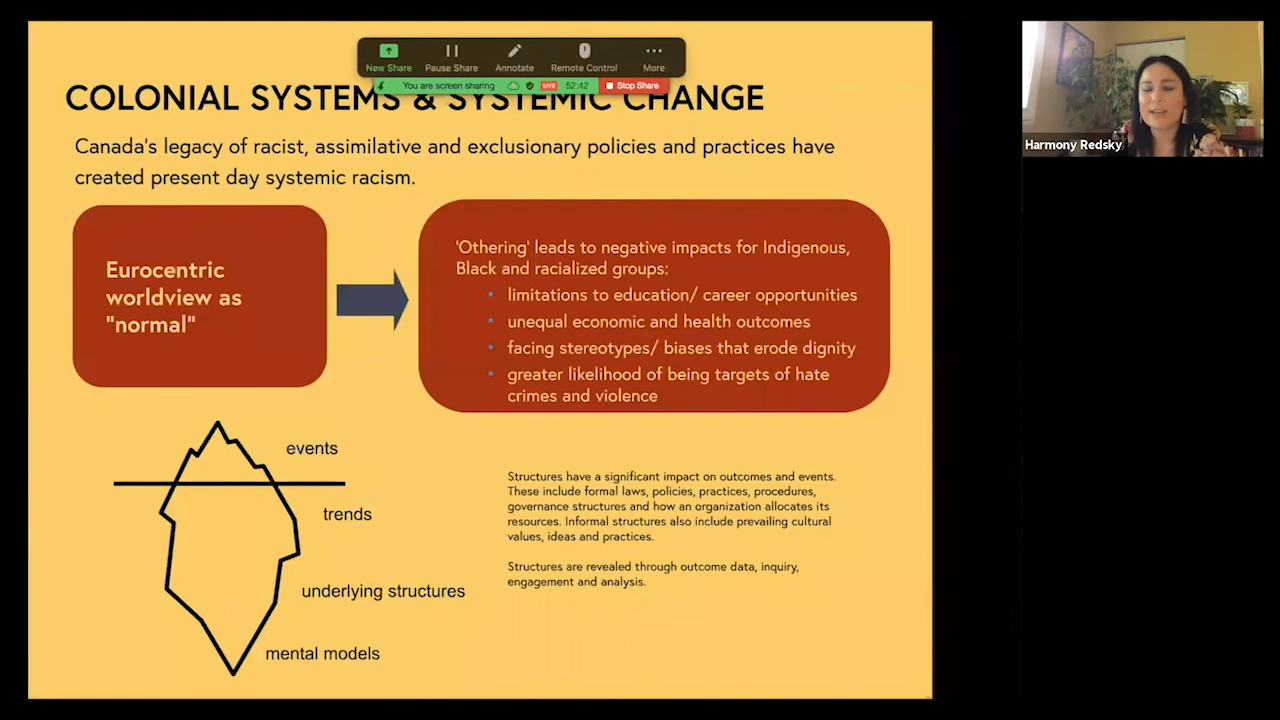 New Share
Pause Share
Annotate
Remote Control
More
You are screen sharing
LIVE
52:42
Stop Share
COLONIAL SYSTEMS & SYSTEMIC CHANGE
Canada's legacy of racist, assimilative and exclusionary policies and practices have
created present day systemic racism.
Eurocentric
worldview as
"normal"
'Othering' leads to negative impacts for Indigenous,
Black and racialized groups:
limitations to education/ career opportunities
unequal economic and health outcomes
facing stereotypes/ biases that erode dignity
greater likelihood of being targets of hate
crimes and violence
events
trends
underlying structures
mental models
Structures have a significant impact on outcomes and events.
These include formal laws, policies, practices, procedures,
governance structures and how an organization allocates its
resources. Informal structures also include prevailing cultural
values, ideas and practices.
Structures are revealed through outcome data, inquiry,
engagement and analysis.
Harmony Redsky